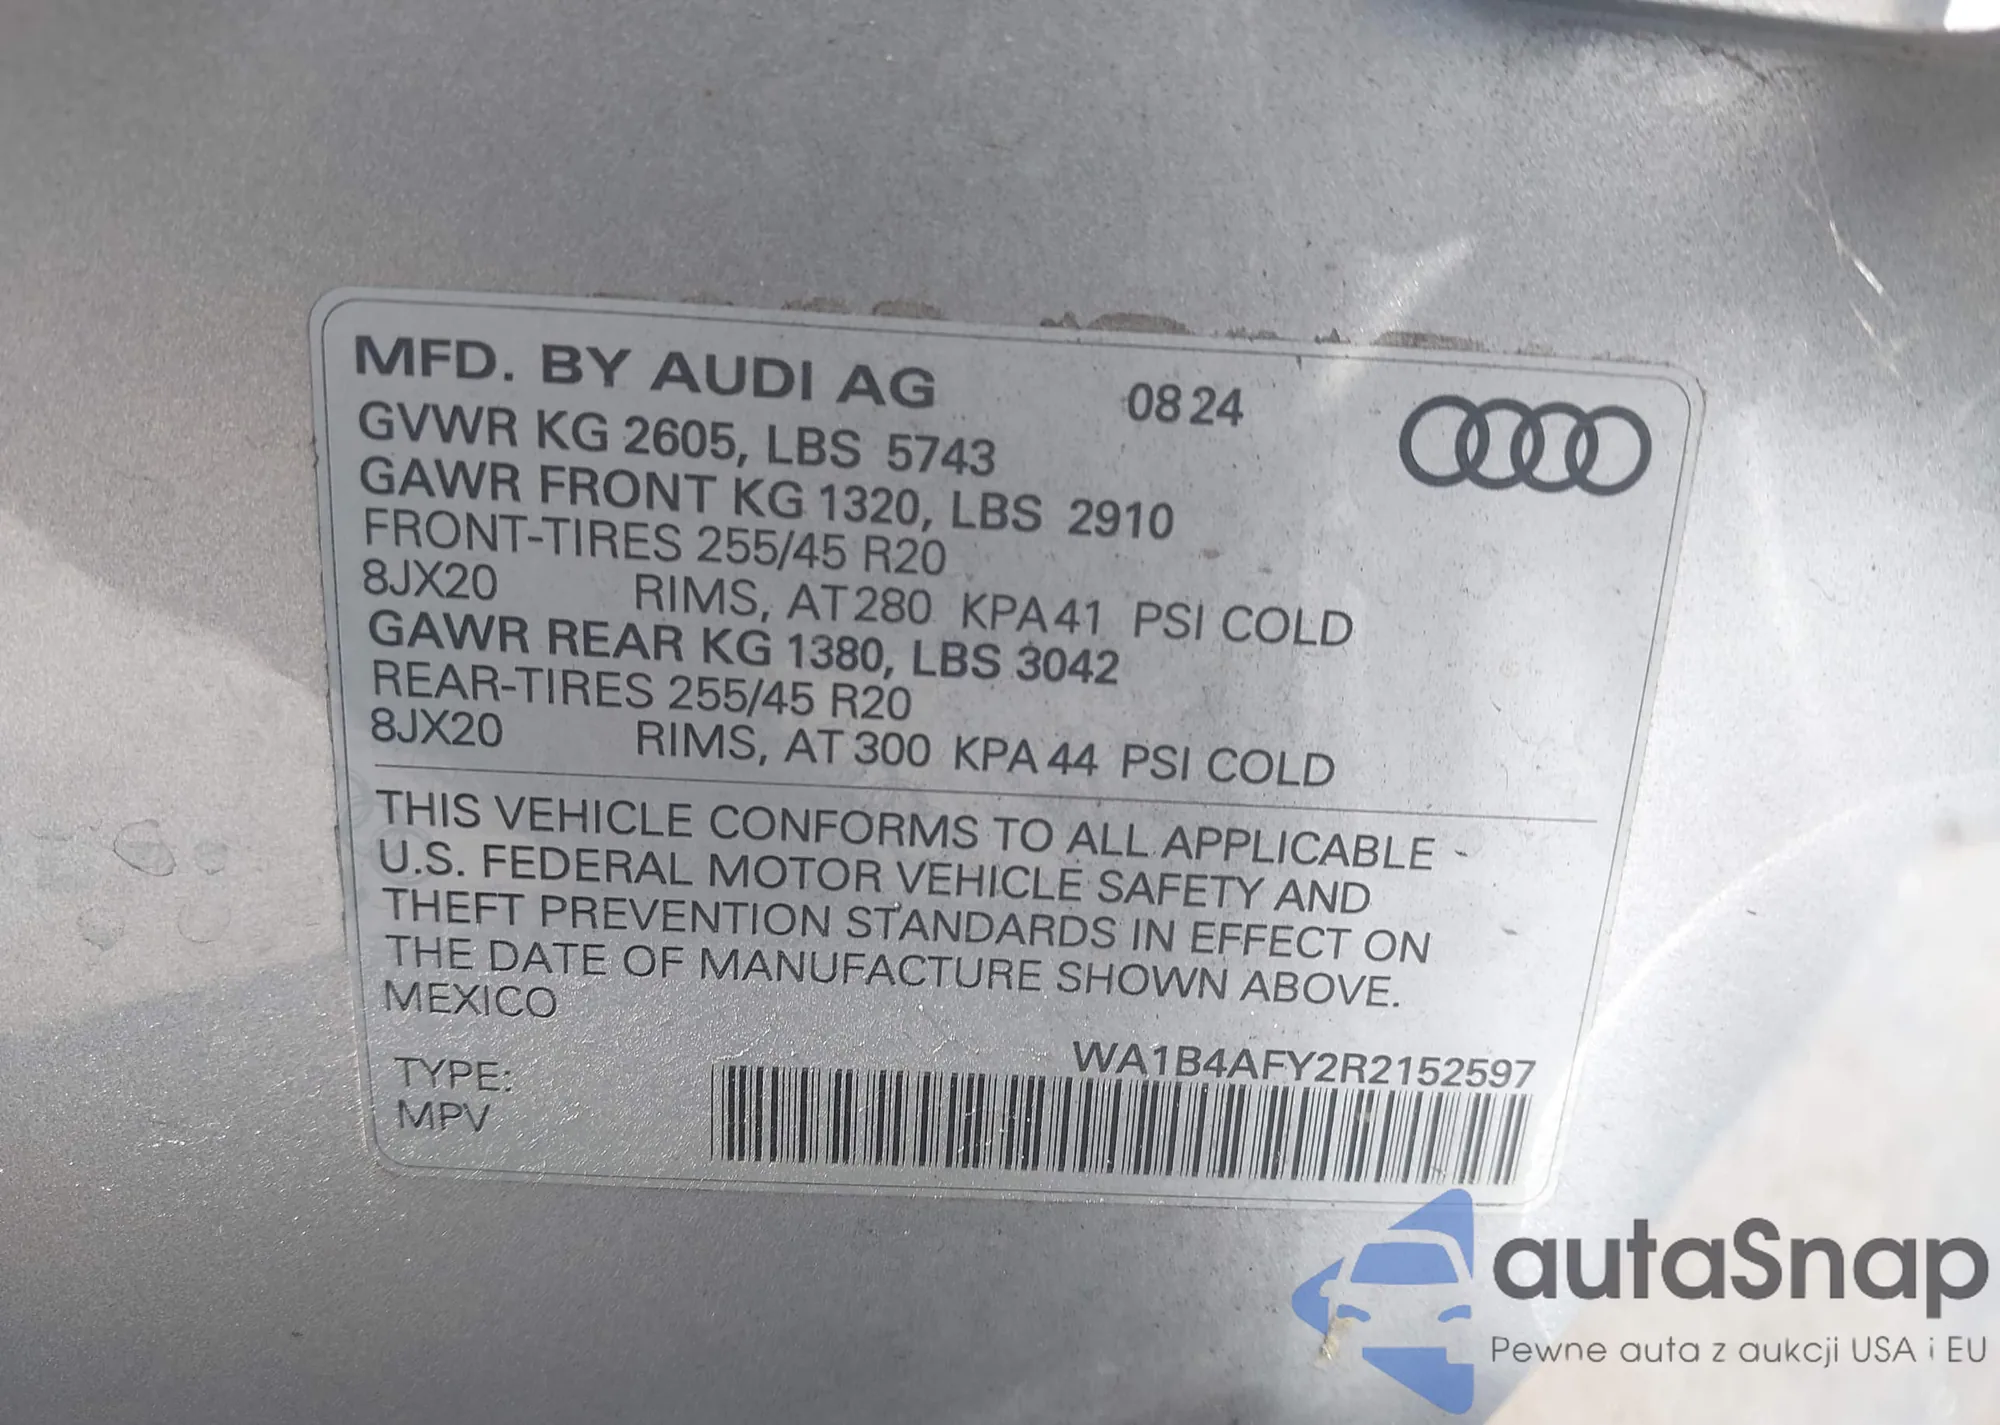 MFD. BY AUDI AG 08 24
GVWR KG 2605, LBS 5743
GAWR FRONT KG 1320, LBS 2910
FRONT-TIRES 255/45 R20
8JX20 RIMS, AT 280 KPA 41 PSI COLD
GAWR REAR KG 1380, LBS 3042
REAR-TIRES 255/45 R20
8JX20 RIMS, AT 300 KPA 44 PSI COLD
THIS VEHICLE CONFORMS TO ALL APPLICABLE
U.S. FEDERAL MOTOR VEHICLE SAFETY AND
THEFT PREVENTION STANDARDS IN EFFECT ON
THE DATE OF MANUFACTURE SHOWN ABOVE.
MEXICO
WA1B4AFY2R2152597
TYPE:
MPV
autaSnap
Pewne auta z aukcji USA i EU